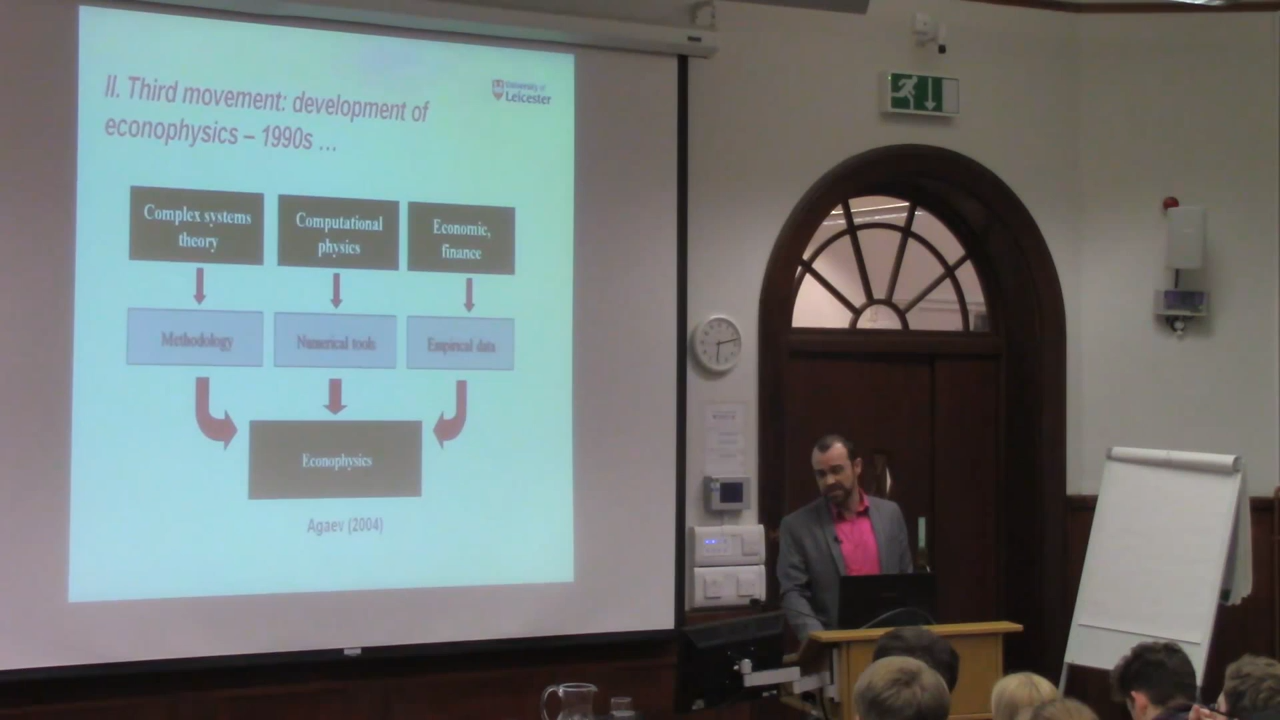 II. Third movement: development of
econophysics – 1990s …
University of
Leicester
Complex systems
theory
Computational
physics
Economic,
finance
Methodology
Numerical tools
Empirical data
Econophysics
Agaev (2004)